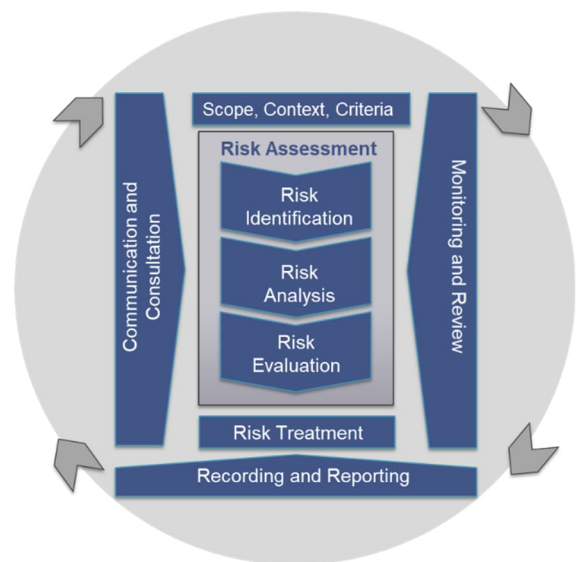 Scope, Context, Criteria
Risk Assessment
Risk
Identification
Risk
Analysis
Risk
Evaluation
Risk Treatment
Recording and Reporting
Communication and
Consultation
Monitoring and Review